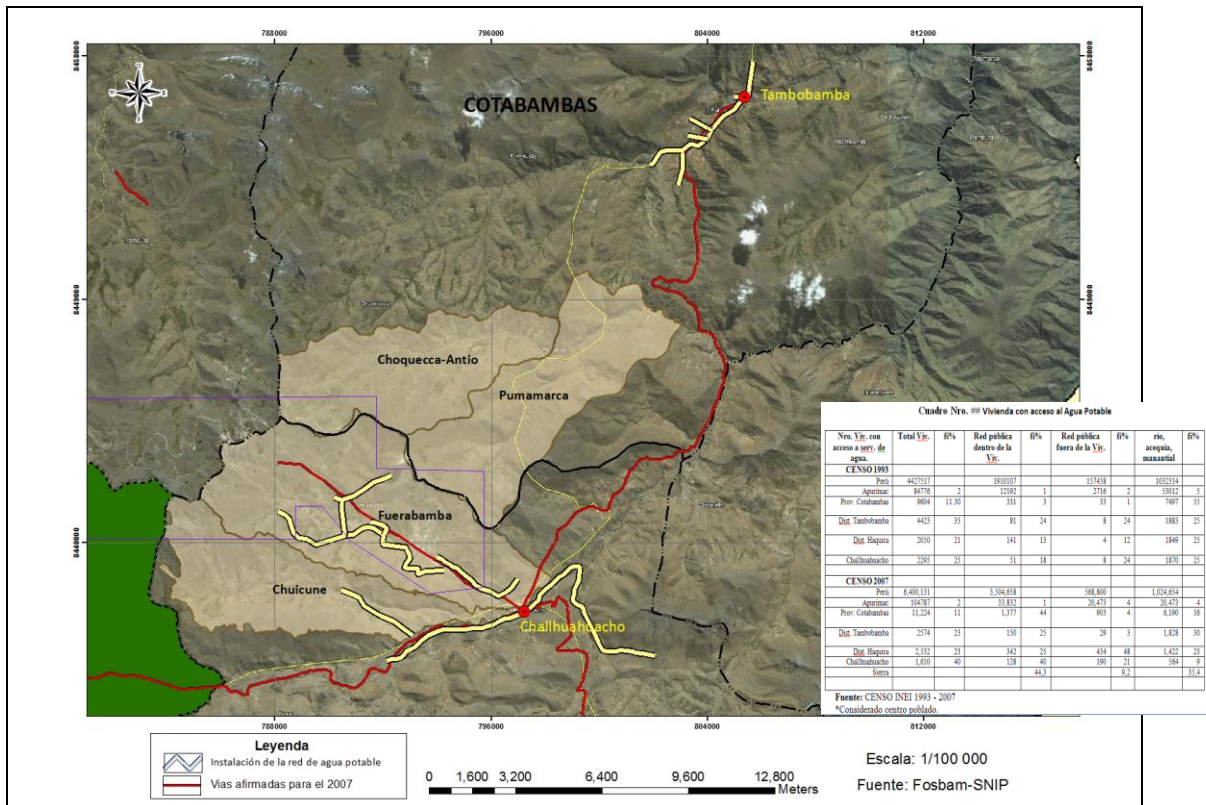 788000 796000 804000 812000
8458000 8458000
COTABAMBAS
Tambobamba
8449000 8449000
Choquecca-Antio
Pumamarca
Fuerabamba
8440000
Chuicune
Challhuahuacho
788000 796000 804000 812000
Cuadro Nro. ## Vivienda con acceso al Agua Potable
Nro. Viv. con acceso a serv. de agua. Total Viv. fi% Red pública dentro de la Viv. fi% Red pública fuera de la Viv. fi% río, acequia, manantial fi%
CENSO 1993
Perú 4427517 1910107 157458 1032314
Apurímac 84776 2 12192 1 2716 2 53012 5
Prov. Cotabambas 9604 11.30 331 3 33 1 7497 55
Dist. Tambobamba 4423 35 81 24 8 24 1883 25
Dist. Haquira 2050 21 141 13 4 12 1849 25
Challhuahuacho 2295 25 51 18 8 24 1870 25
CENSO 2007
Perú 6,400,131 3,504,658 568,800 1,024,654
Apurímac 104787 2 33,832 1 20,473 4 20,473 4
Prov. Cotabambas 11,224 11 1,377 44 903 4 6,190 56
Dist. Tambobamba 2574 23 150 25 29 3 1,828 30
Dist. Haquira 2,532 23 342 25 434 48 1,422 23
Challhuahuacho 1,610 40 128 40 190 21 564 9
Sierra 44,3 9,2 35,4
Fuente: CENSO INEI 1993 - 2007
*Considerado centro poblado.
Leyenda
Instalación de la red de agua potable
Vias afirmadas para el 2007
0 1,600 3,200 6,400 9,600 12,800
Meters
Escala: 1/100 000
Fuente: Fosbam-SNIP